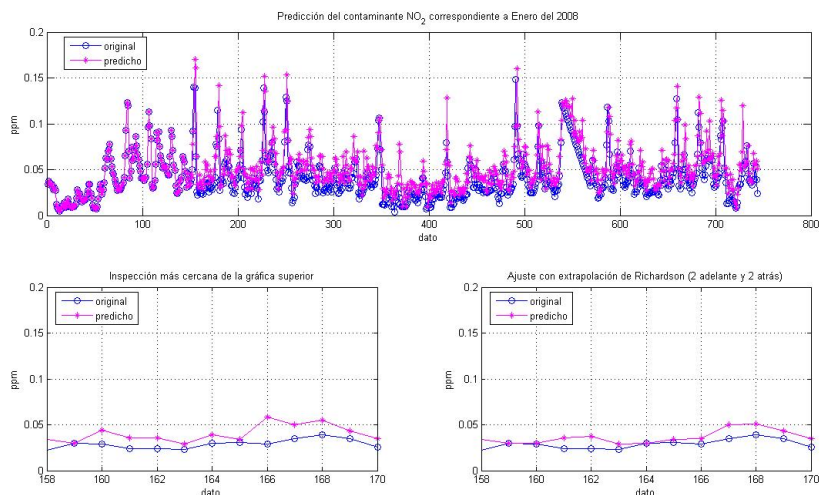 Predicción del contaminante NO2 correspondiente a Enero del 2008
0.2
0.15
0.1
0.05
0
ppm
original
predicho
0 100 200 300 400 500 600 700 800
dato
Inspección más cercana de la gráfica superior
0.2
0.15
0.1
0.05
0
ppm
original
predicho
158 160 162 164 166 168 170
dato
Ajuste con extrapolación de Richardson (2 adelante y 2 atrás)
0.2
0.15
0.1
0.05
0
ppm
original
predicho
158 160 162 164 166 168 170
dato